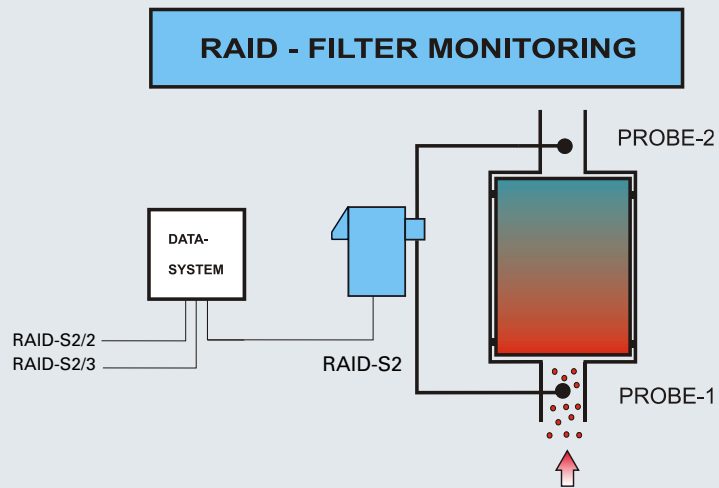 RAID - FILTER MONITORING
PROBE-2
DATA-
SYSTEM
RAID-S2/2
RAID-S2/3
RAID-S2
PROBE-1